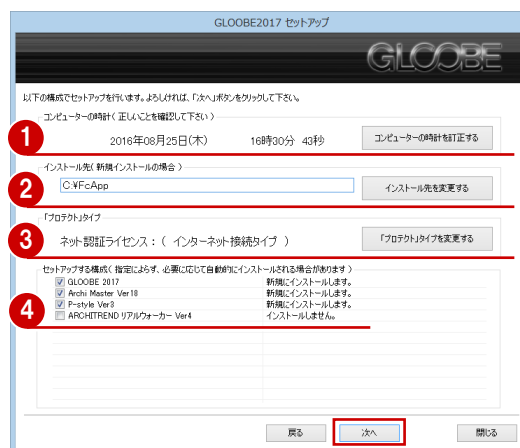 GLOOBE2017 セットアップ
GLOOBE
以下の構成でセットアップを行います。よろしければ、「次へ」ボタンをクリックして下さい。
コンピューターの時計( 正しいことを確認して下さい )
1
2016年08月25日(木) 16時30分 43秒 コンピューターの時計を訂正する
インストール先( 新規インストールの場合 )
2
C:¥FcApp インストール先を変更する
「プロテクト」タイプ
3
ネット認証ライセンス : ( インターネット接続タイプ ) 「プロテクト」タイプを変更する
セットアップする構成( 指定によらず、必要に応じて自動的にインストールされる場合があります )
GLOOBE 2017 新規にインストールします。
Archi Master Ver18 新規にインストールします。
4
P-style Ver3 新規にインストールします。
ARCHITREND リアルウォーカー Ver4 インストールしません。
戻る 次へ 閉じる